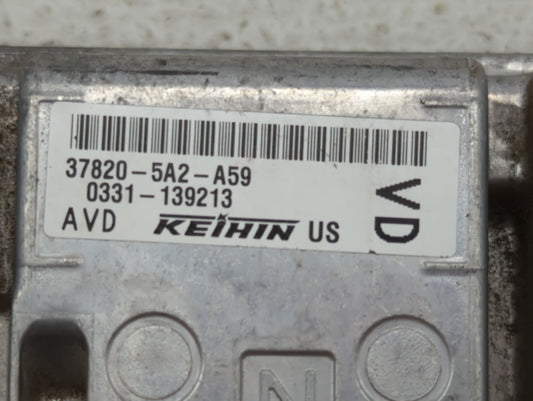 37820-5A2-A59
0331-139213
AVD KEIHIN US
VD
N